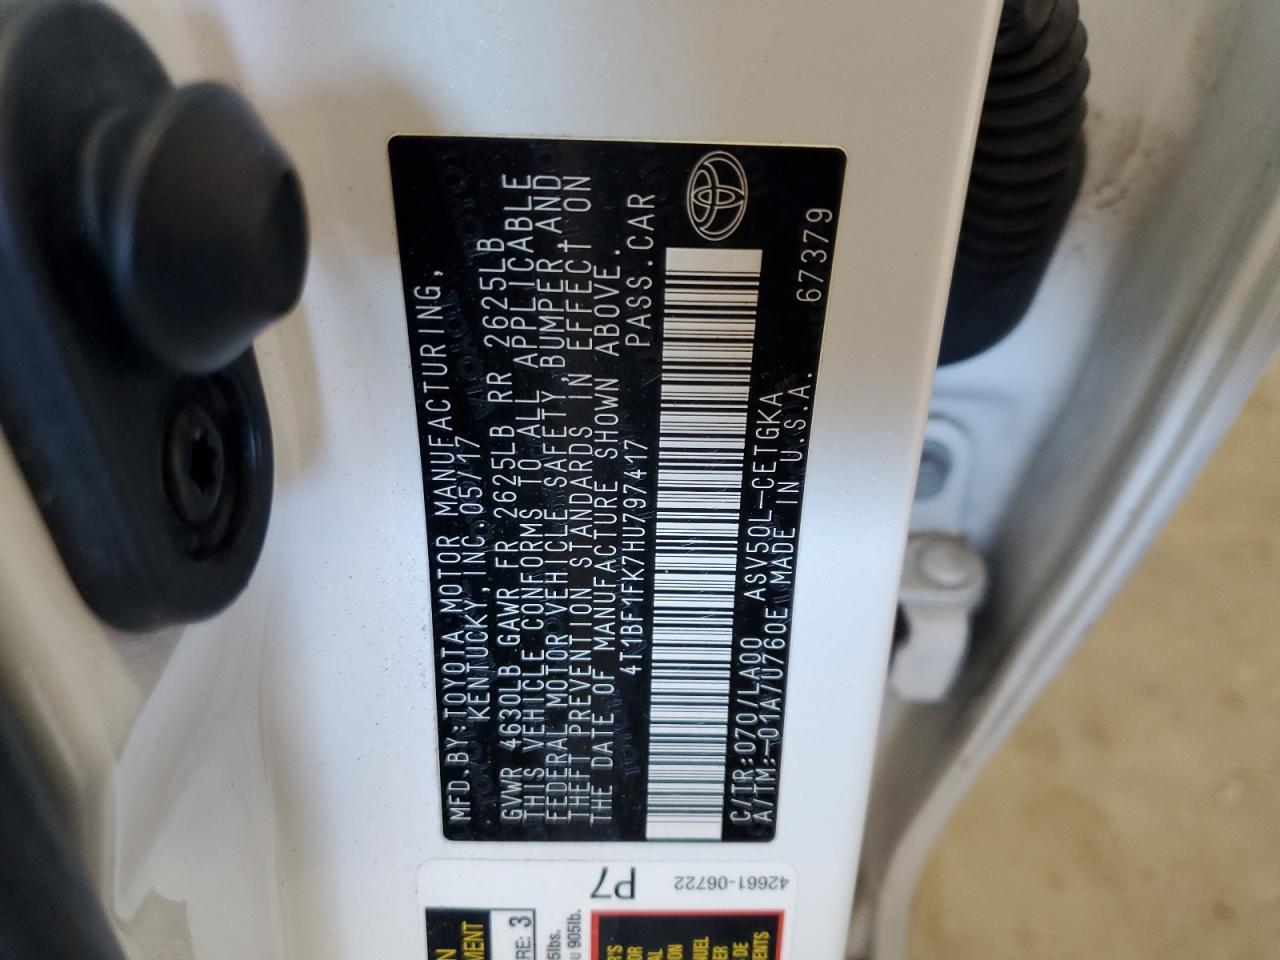 MFD.BY:TOYOTA MOTOR MANUFACTURING,
KENTUCKY, INC. 05/17
GVWR 4630LB GAWR FR 2625LB RR 2625LB
THIS VEHICLE CONFORMS TO ALL APPLICABLE
FEDERAL MOTOR VEHICLE SAFETY, BUMPER, AND
THEFT PREVENTION STANDARDS IN EFFECT ON
THE DATE OF MANUFACTURE SHOWN ABOVE.
4T1BF1FK7HU797417 PASS.CAR
C/TR:070/LA00 ASV50L-CETGKA
A/TM:-01A/U760E MADE IN U.S.A. 67379
P7
42661-06722
3
905lb.